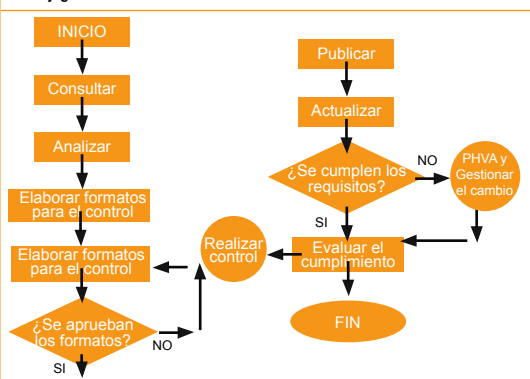 INICIO
Consultar
Analizar
Elaborar formatos
para el control
Elaborar formatos
para el control
¿Se aprueban
los formatos?
NO
SI
Realizar
control
Publicar
Actualizar
¿Se cumplen los
requisitos?
NO
PHVA y
Gestionar
el cambio
SI
Evaluar el
cumplimiento
FIN